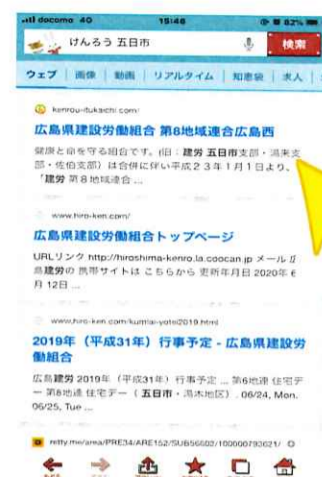 docomo 4G 15:48 82%
けんろう 五日市 検索
ウェブ 画像 動画 リアルタイム 知恵袋 求人
kenrou-itukaichi.com/
広島県建設労働組合 第8地域連合広島西
健康と命を守る組合です。(旧：建労 五日市支部・湯来支
部・佐伯支部）は合併に伴い平成２３年１月１日より、
「建労 第８地域連合 ...
www.hiro-ken.com/
広島県建設労働組合トップページ
URLリンク http://hiroshima-kenro.la.coocan.jp メール 広
島建労の 携帯サイトは こちらから 更新年月日 2020年 6
月 12日 ...
www.hiro-ken.com/kumiai-yotei2019.html
2019年（平成31年）行事予定 - 広島県建設労
働組合
広島建労 2019年（平成31年）行事予定 ... 第6地連 住宅デ
ー 第8地連 住宅デー（ 五日市・湯木地区）. 06/24, Mon.
06/25, Tue ...
retty.me/area/PRE34/ARE152/SUB56602/100000793621/